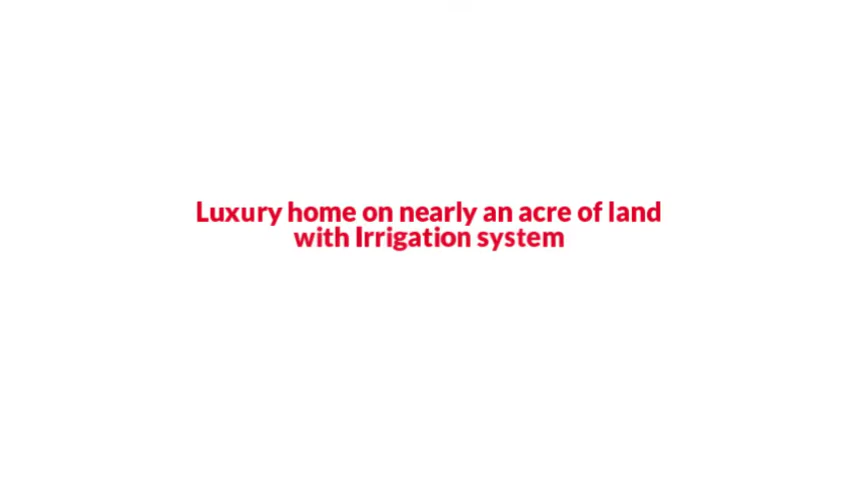 Luxury home on nearly an acre of land
with Irrigation system